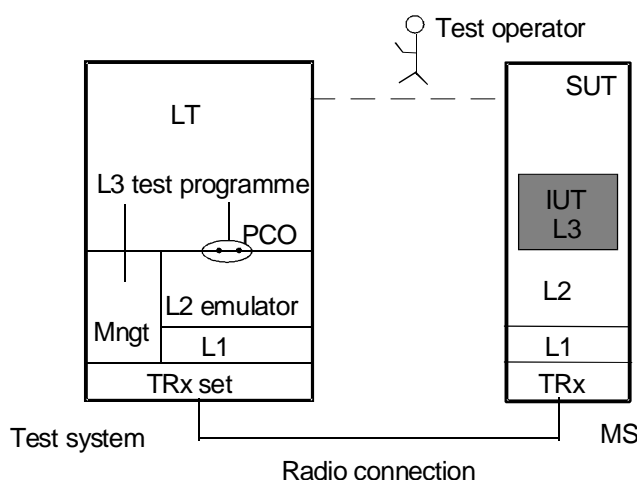 Test operator
LT
SUT
L3 test programme
IUT
L3
PCO
L2 emulator
L2
Mngt
L1
L1
TRx set
TRx
Test system
MS
Radio connection